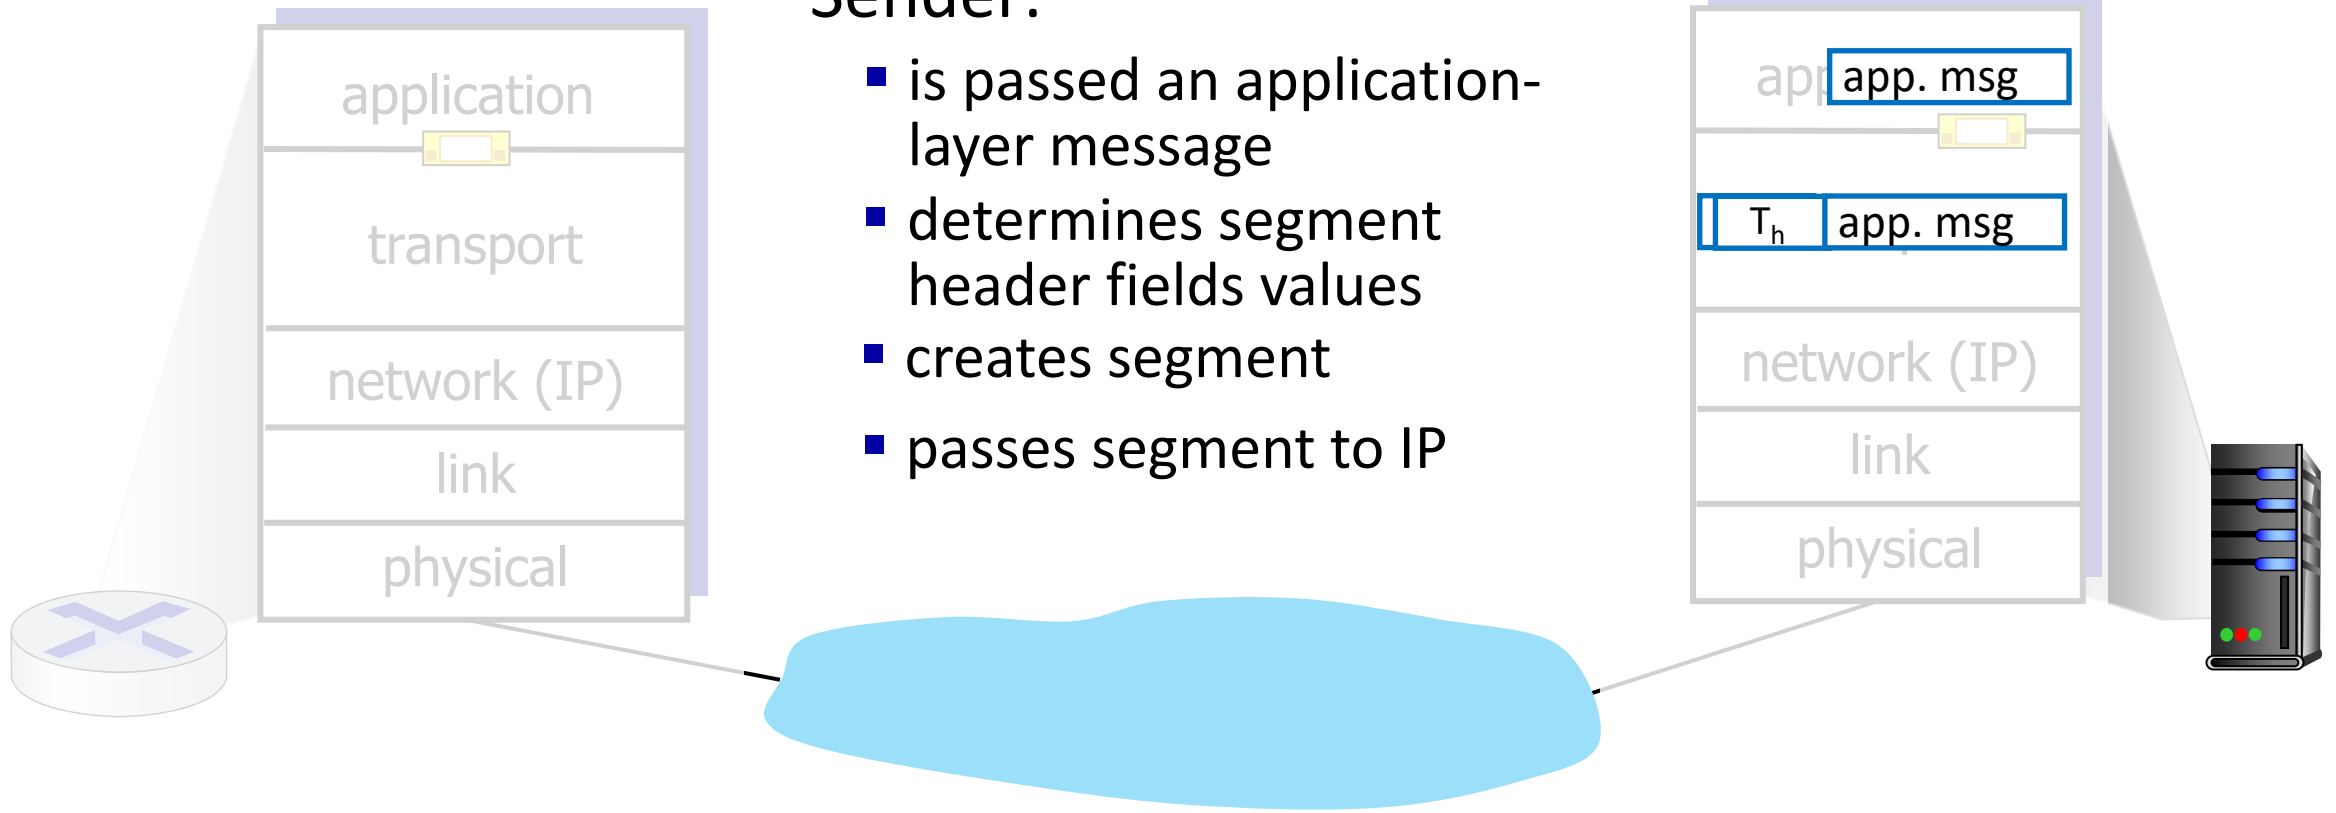 Sender:
is passed an application-
layer message
determines segment
header fields values
creates segment
passes segment to IP
application
transport
network (IP)
link
physical
app. msg
Th app. msg
network (IP)
link
physical